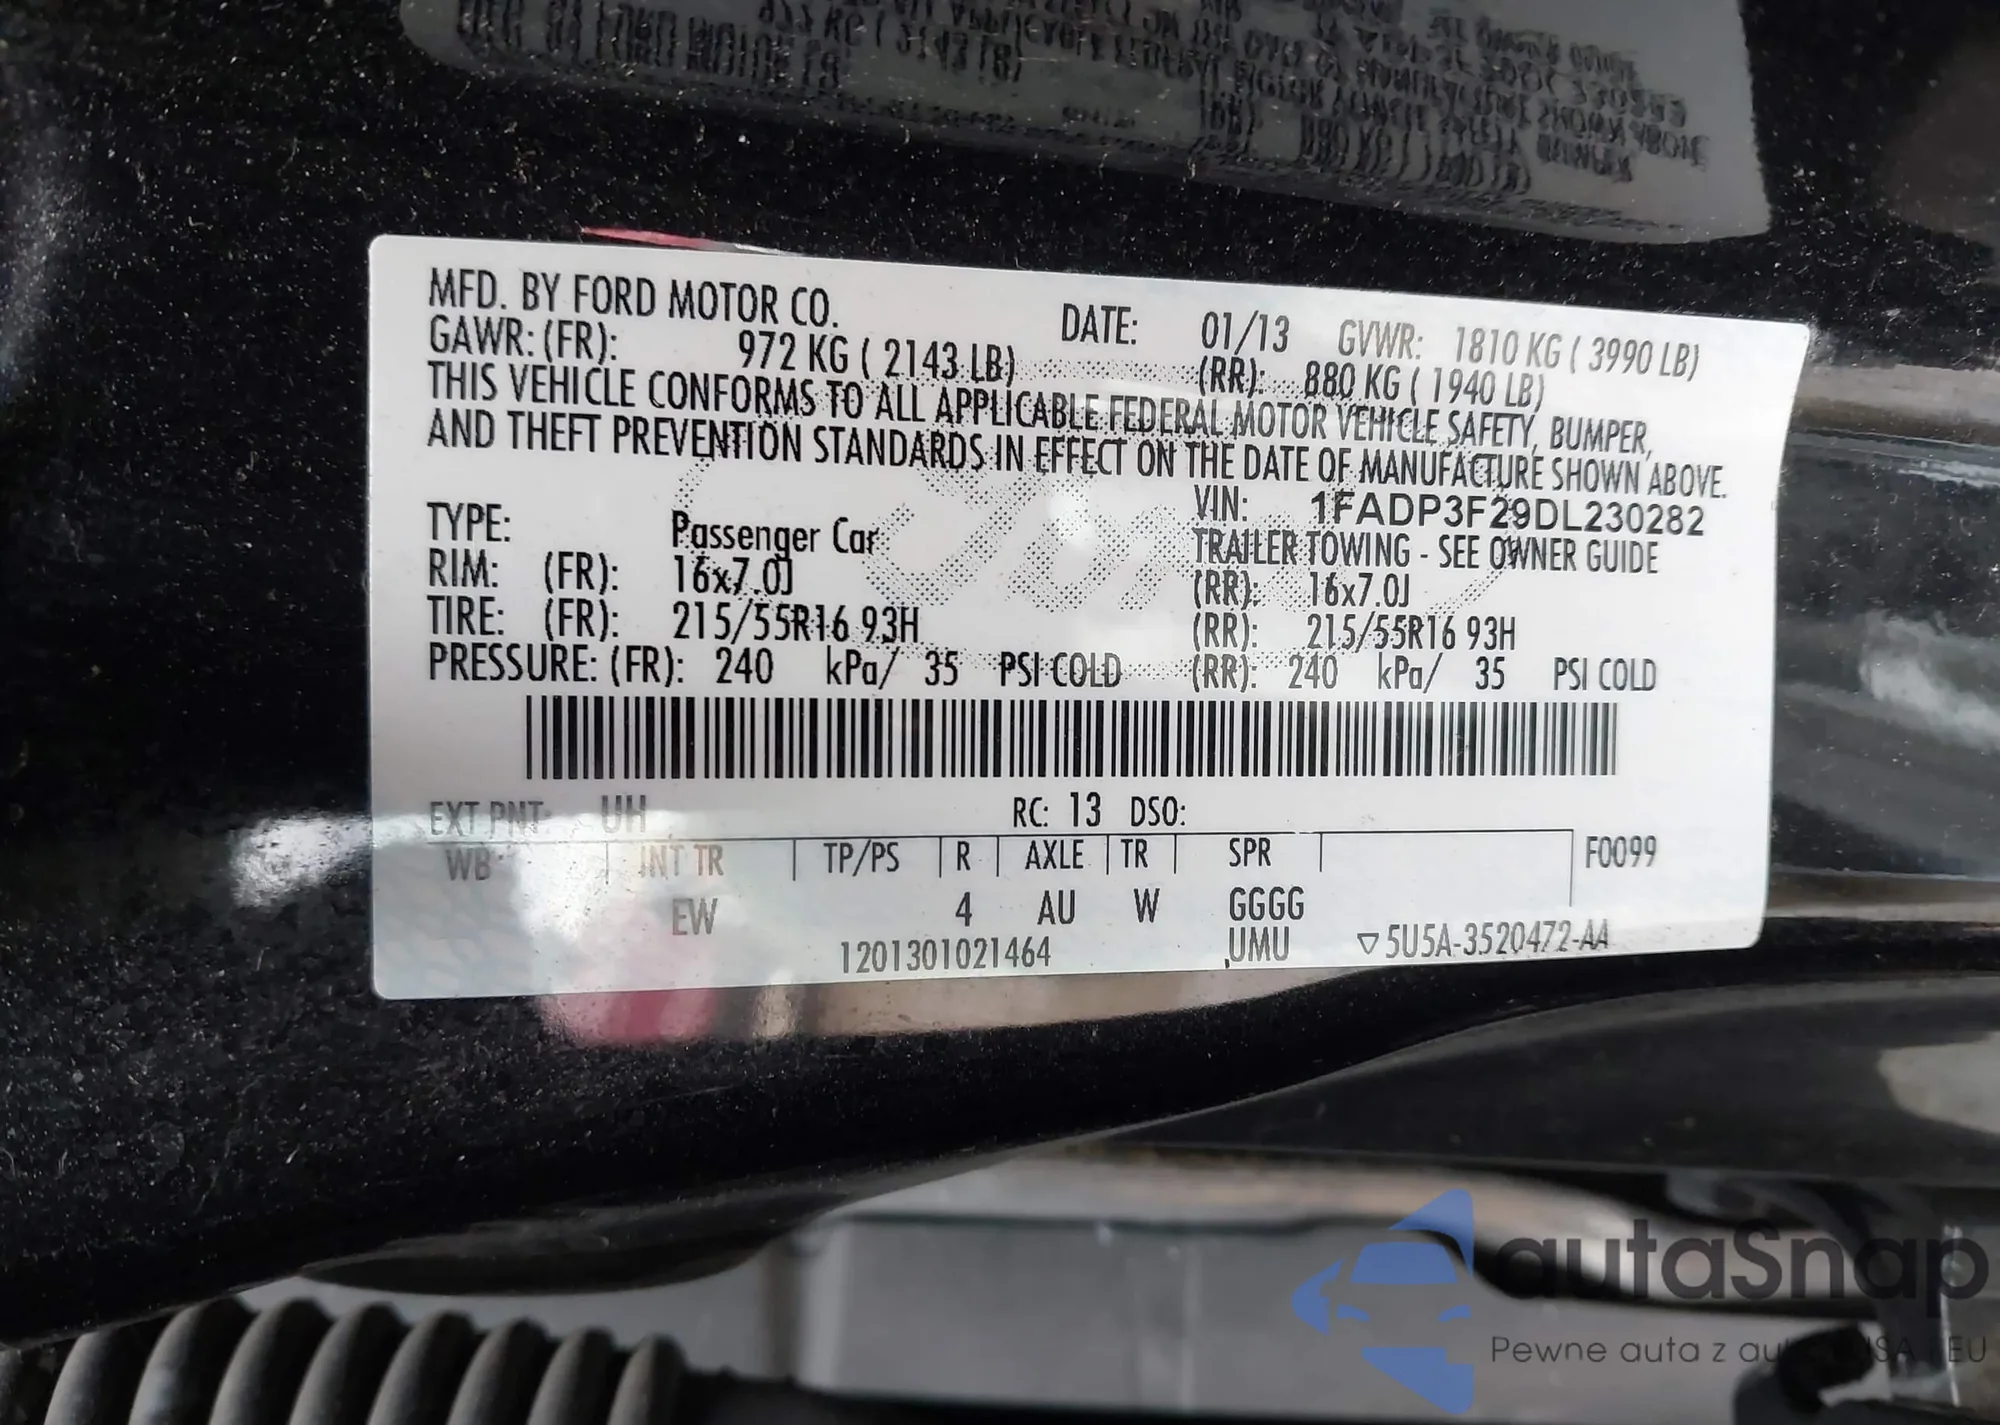 MFD. BY FORD MOTOR CO. DATE: 01/13 GVWR: 1810 KG ( 3990 LB)
GAWR: (FR): 972 KG ( 2143 LB) (RR): 880 KG ( 1940 LB)
THIS VEHICLE CONFORMS TO ALL APPLICABLE FEDERAL MOTOR VEHICLE SAFETY, BUMPER,
AND THEFT PREVENTION STANDARDS IN EFFECT ON THE DATE OF MANUFACTURE SHOWN ABOVE.
VIN: 1FADP3F29DL230282
TYPE: Passenger Car TRAILER TOWING - SEE OWNER GUIDE
RIM: (FR): 16x7.0J (RR): 16x7.0J
TIRE: (FR): 215/55R16 93H (RR): 215/55R16 93H
PRESSURE: (FR): 240 kPa/ 35 PSI COLD (RR): 240 kPa/ 35 PSI COLD
EXT PNT: UH RC: 13 DSO:
WB INT TR TP/PS R AXLE TR SPR F0099
EW 4 AU W GGGG
1201301021464 UMU ▽5U5A-3520472-AA
autaSnap
Pewne auta z USA i EU